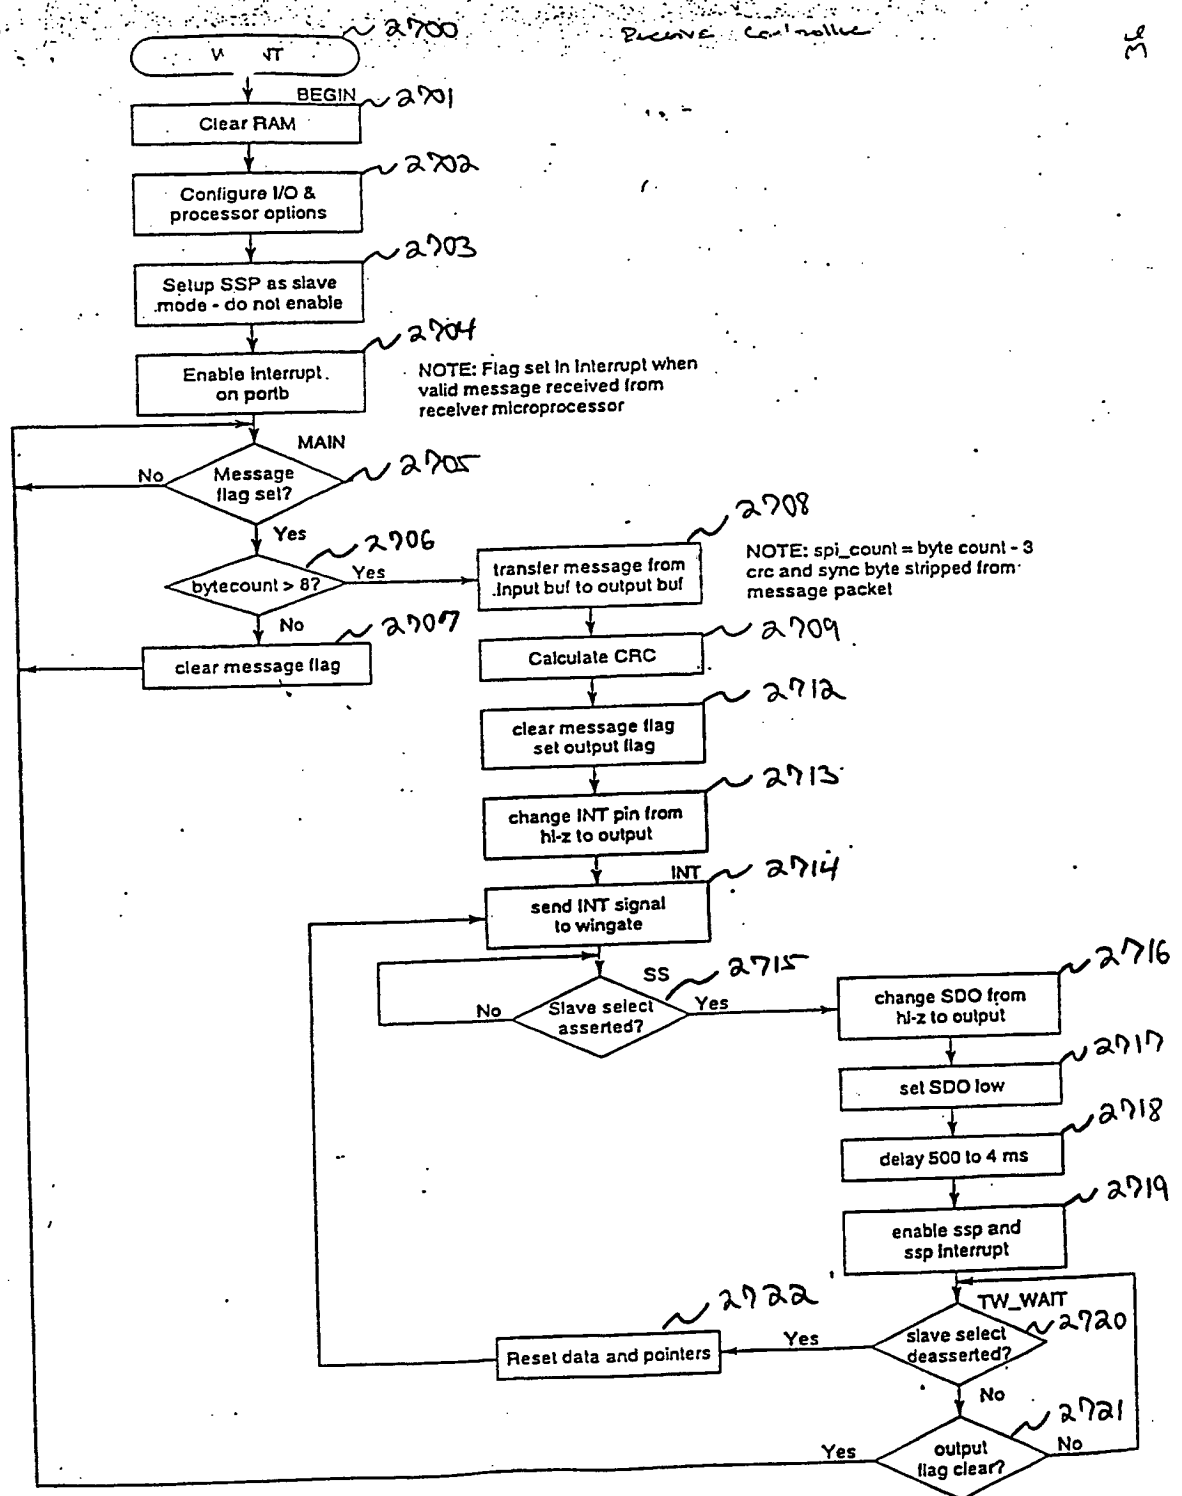 2700
Receive Controller
BEGIN
2701
Clear RAM
2702
Configure I/O &
processor options
2703
Setup SSP as slave
mode - do not enable
2704
Enable interrupt
on portb
NOTE: Flag set in interrupt when
valid message received from
receiver microprocessor
MAIN
2705
No
Message
flag set?
Yes
2706
bytecount > 8?
Yes
No
2707
clear message flag
2708
transfer message from
input buf to output buf
NOTE: spi_count = byte count - 3
crc and sync byte stripped from
message packet
2709
Calculate CRC
2712
clear message flag
set output flag
2713
change INT pin from
hi-z to output
INT
2714
send INT signal
to wingate
SS
2715
No
Slave select
asserted?
Yes
2716
change SDO from
hi-z to output
2717
set SDO low
2718
delay 500 to 4 ms
2719
enable ssp and
ssp interrupt
TW_WAIT
2720
slave select
deasserted?
Yes
2722
Reset data and pointers
No
2721
output
flag clear?
Yes
No